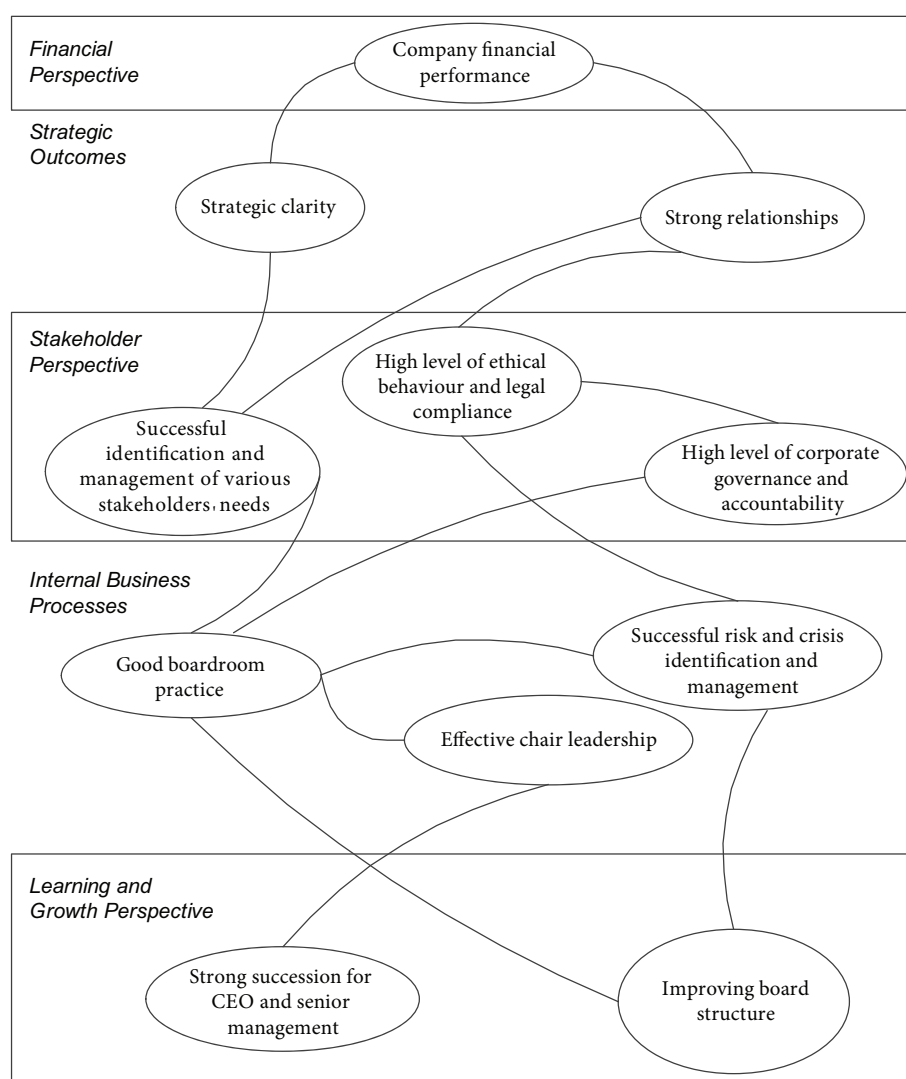 Financial
Perspective
Company financial
performance
Strategic
Outcomes
Strategic clarity
Strong relationships
Stakeholder
Perspective
High level of ethical
behaviour and legal
compliance
Successful
identification and
management of various
stakeholders, needs
High level of corporate
governance and
accountability
Internal Business
Processes
Good boardroom
practice
Successful risk and crisis
identification and
management
Effective chair leadership
Learning and
Growth Perspective
Strong succession for
CEO and senior
management
Improving board
structure